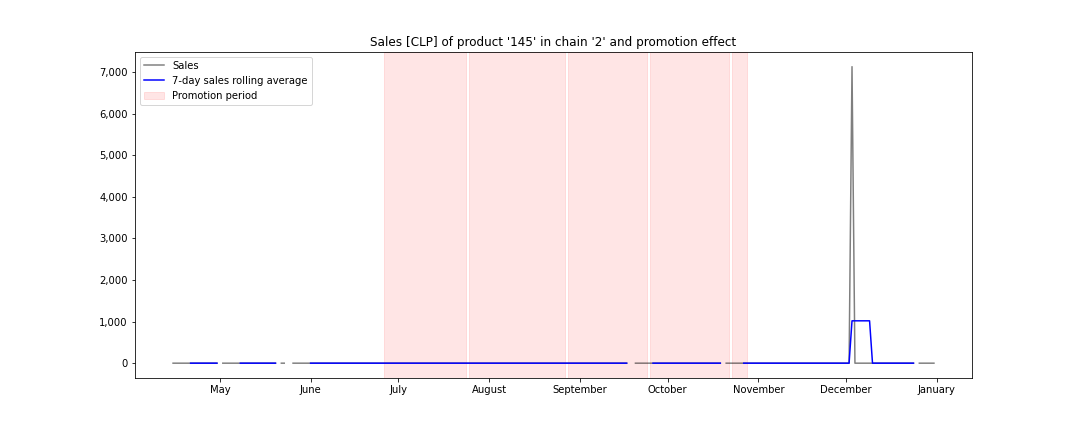 Sales [CLP] of product '145' in chain '2' and promotion effect
Sales
7-day sales rolling average
Promotion period
7,000
6,000
5,000
4,000
3,000
2,000
1,000
0
May June July August September October November December January